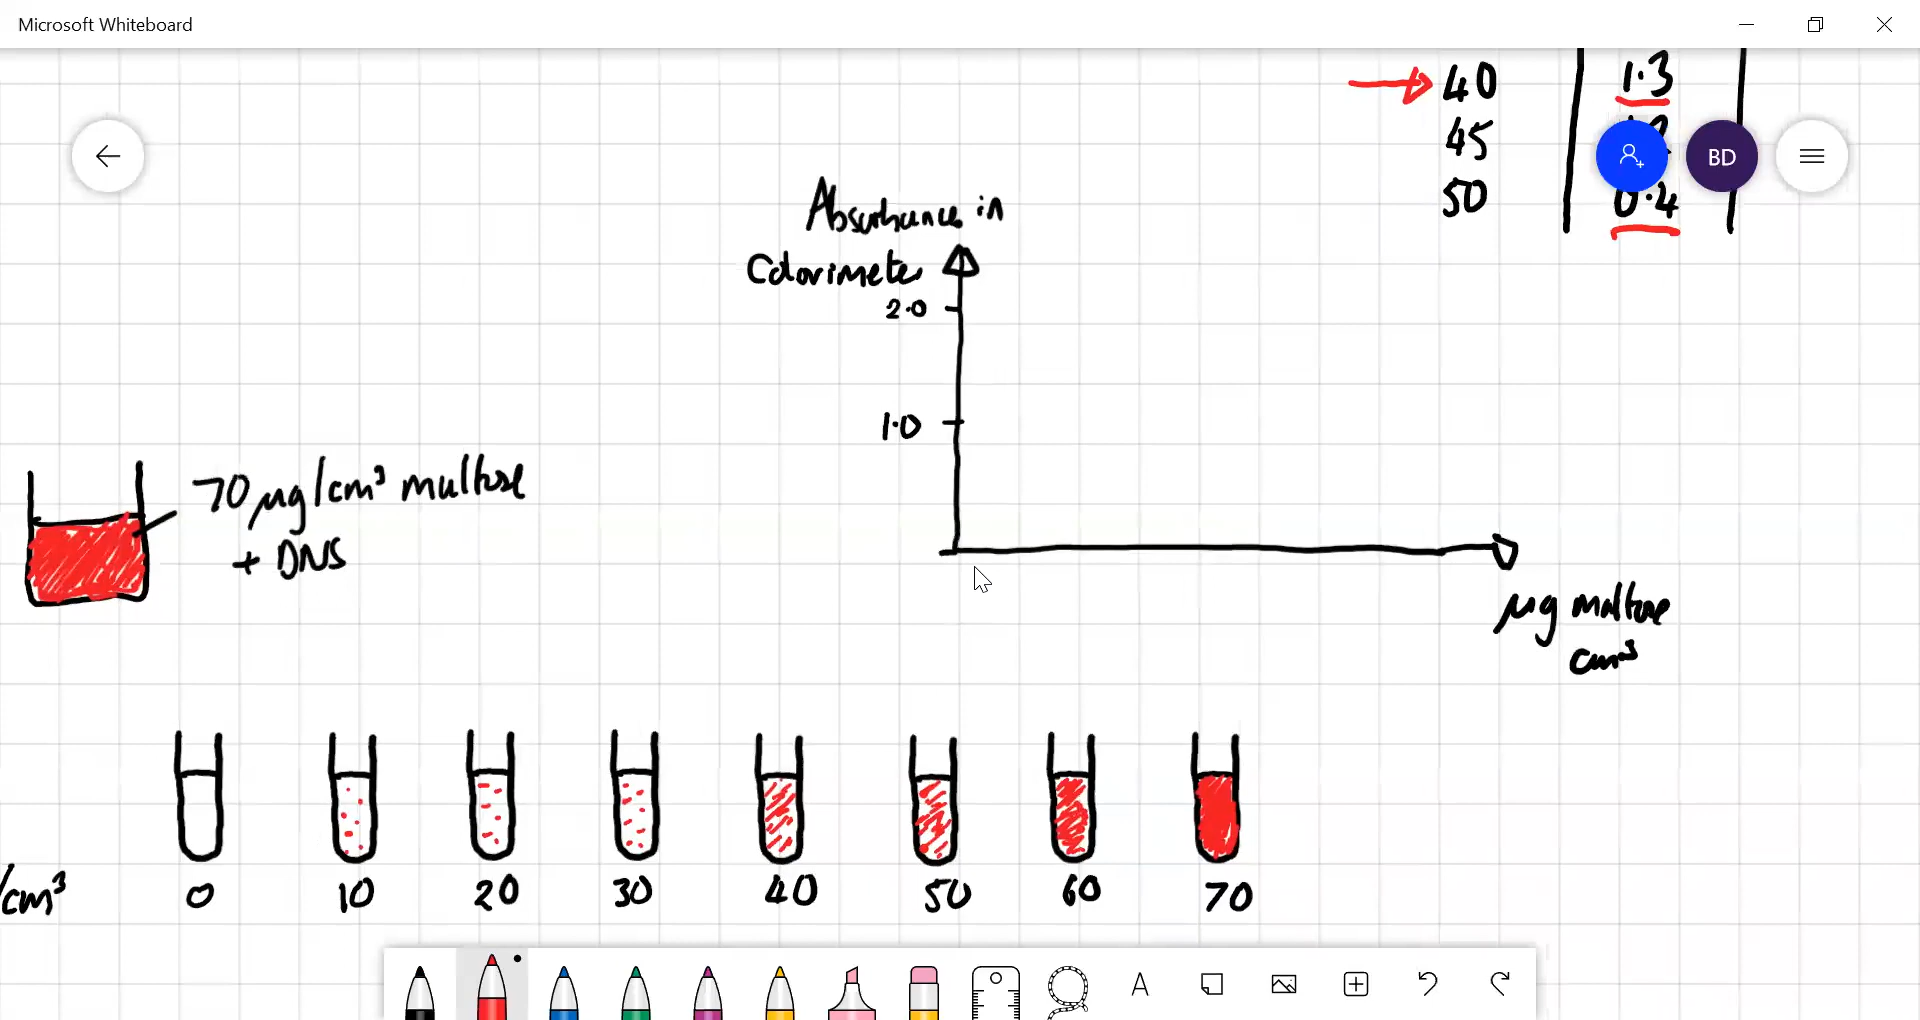 Microsoft Whiteboard
40 1.3
45
50 0.4
BD
Absorbance in
Colorimeter
2.0
1.0
70 µg/cm³ maltose
+ DNS
µg maltose
cm³
/cm³ 0 10 20 30 40 50 60 70
A